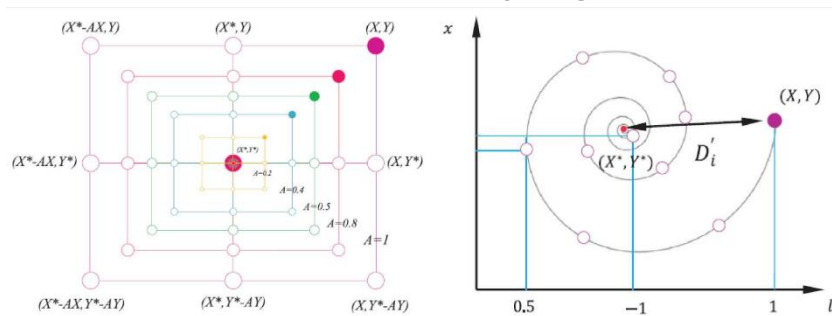 (X*-AX,Y)
(X*,Y)
(X,Y)
(X*,Y*)
A=0.2
A=0.4
A=0.5
A=0.8
A=1
(X*-AX,Y*)
(X,Y*)
(X*-AX,Y*-AY)
(X*,Y*-AY)
(X,Y*-AY)
x
(X,Y)
(X*,Y*)
D'i
0.5
−1
1
l